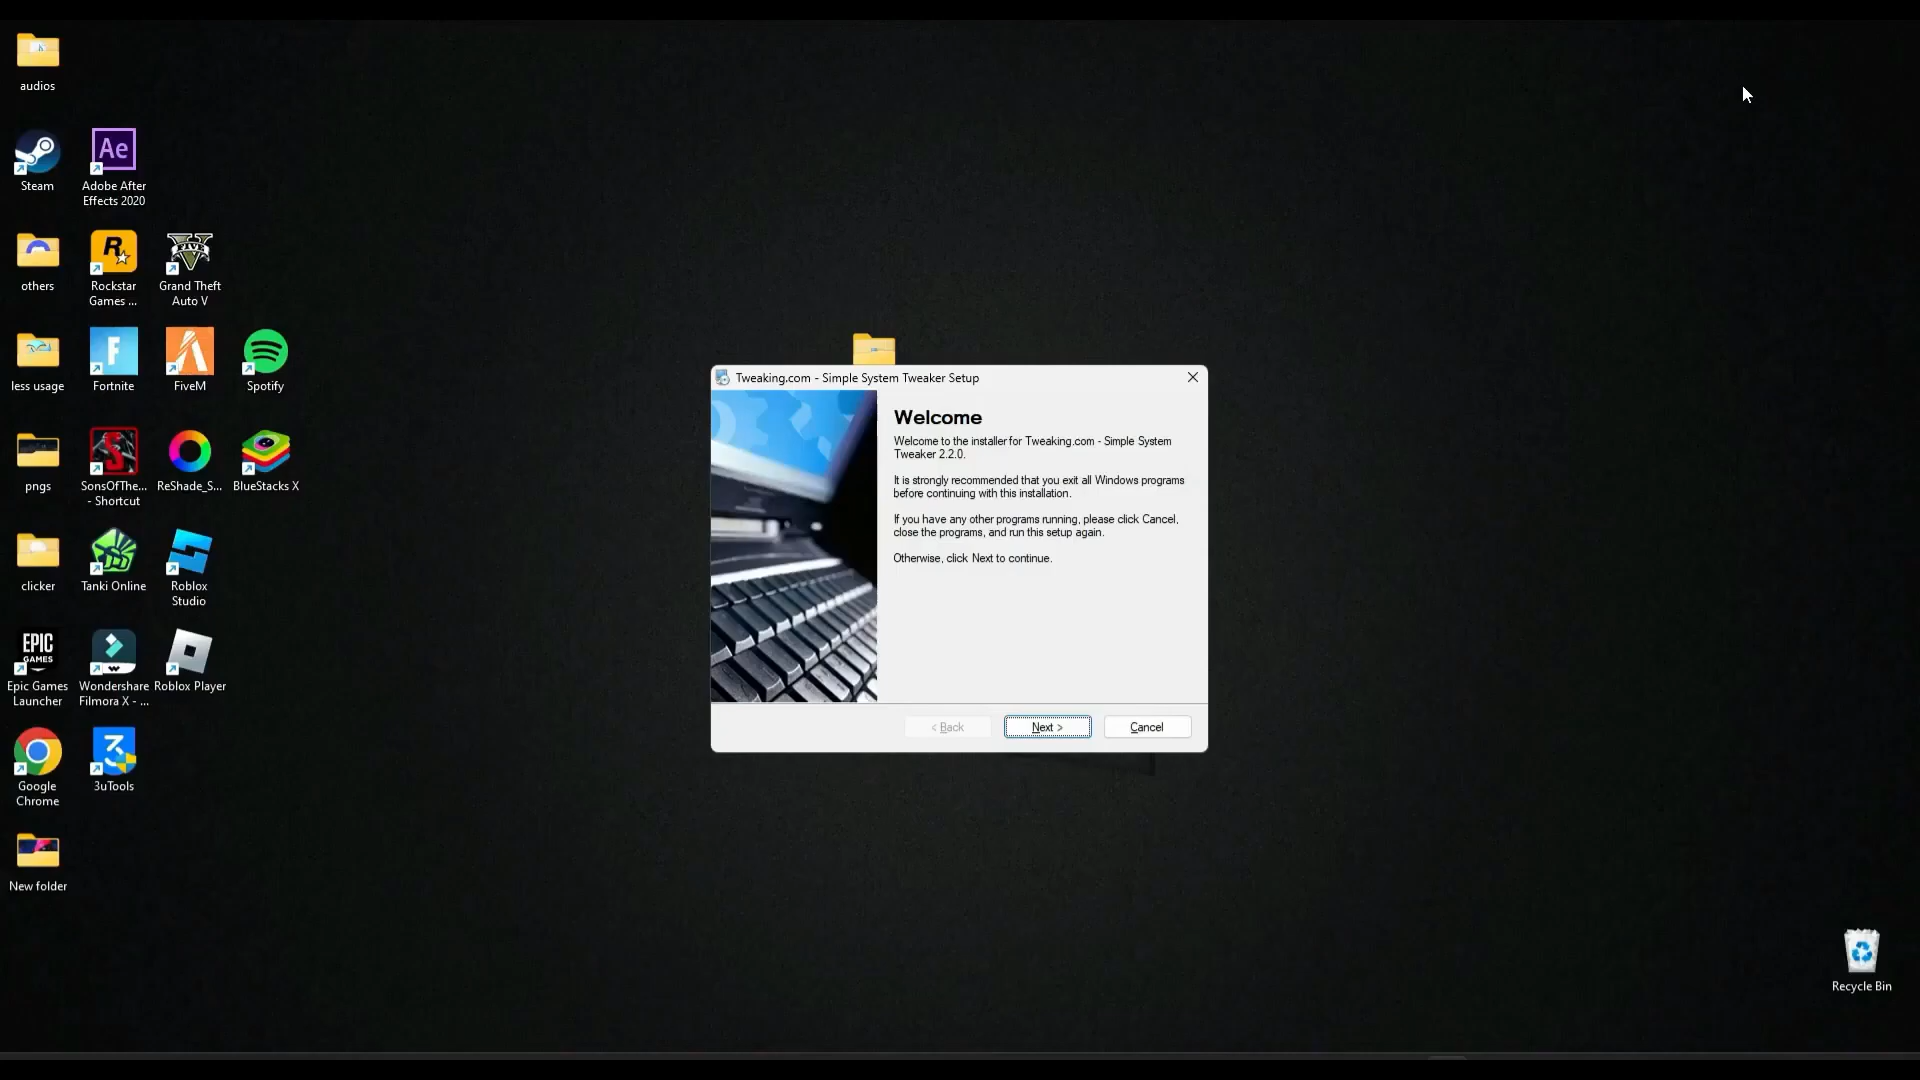 audios
Steam
Ae
Adobe After
Effects 2020
others
R
Rockstar
Games ...
FIVE
Grand Theft
Auto V
less usage
F
Fortnite
FiveM
Spotify
pngs
S
SonsOfThe...
- Shortcut
ReShade_S...
BlueStacks X
clicker
Tanki Online
Roblox
Studio
EPIC
GAMES
Epic Games
Launcher
Wondershare
Filmora X - ...
Roblox Player
Google
Chrome
3
3uTools
New folder
Tweaking.com - Simple System Tweaker Setup
Welcome
Welcome to the installer for Tweaking.com - Simple System
Tweaker 2.2.0.
It is strongly recommended that you exit all Windows programs
before continuing with this installation.
If you have any other programs running, please click Cancel,
close the programs, and run this setup again.
Otherwise, click Next to continue.
< Back
Next >
Cancel
Recycle Bin